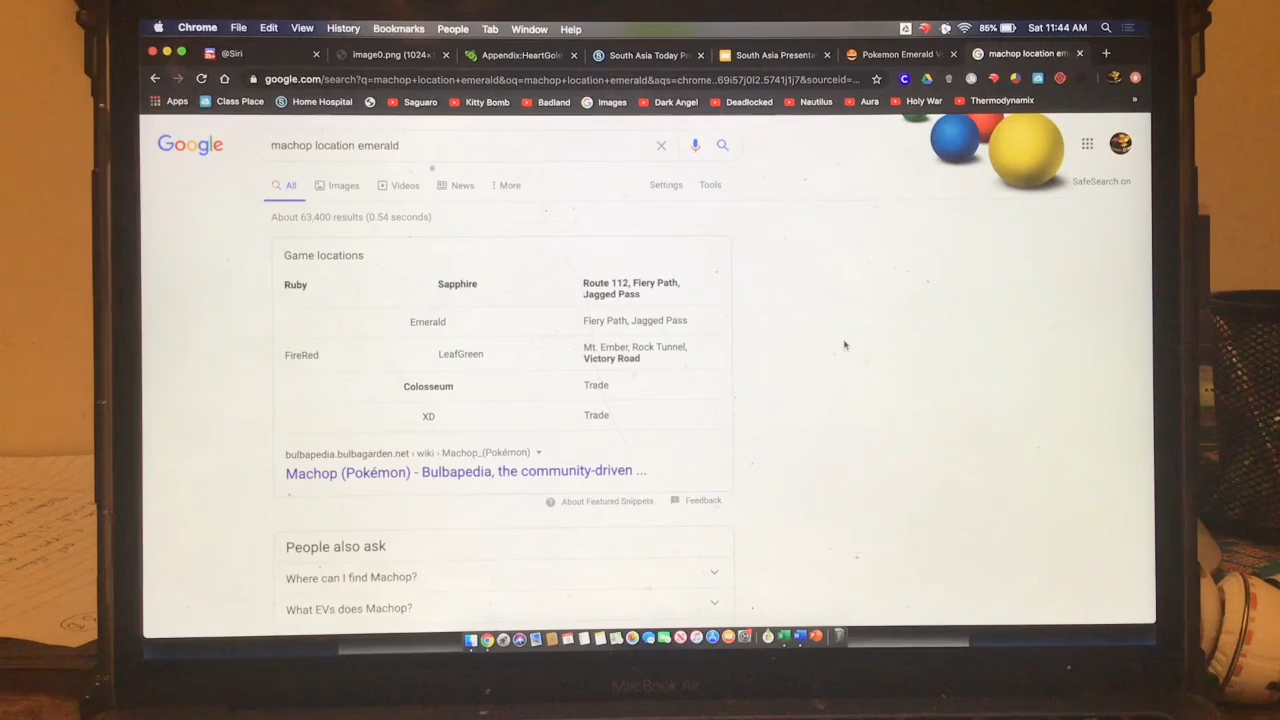 Chrome File Edit View History Bookmarks People Tab Window Help 85% Sat 11:44 AM
@Siri image0.png (1024× Appendix:HeartGol South Asia Today Pr South Asia Presenta Pokemon Emerald V machop location em
google.com/search?q=machop+location+emerald&oq=machop+location+emerald&aqs=chrome..69i57j0l2.5741j1j7&sourceid=...
Apps Class Place Home Hospital Saguaro Kitty Bomb Badland Images Dark Angel Deadlocked Nautilus Aura Holy War Thermodynamix »
Google machop location emerald
SafeSearch on
All Images Videos News More Settings Tools
About 63,400 results (0.54 seconds)
Game locations
Ruby Sapphire Route 112, Fiery Path,
Jagged Pass
Emerald Fiery Path, Jagged Pass
FireRed LeafGreen Mt. Ember, Rock Tunnel,
Victory Road
Colosseum Trade
XD Trade
bulbapedia.bulbagarden.net › wiki › Machop_(Pokémon)
Machop (Pokémon) - Bulbapedia, the community-driven ...
About Featured Snippets Feedback
People also ask
Where can I find Machop?
What EVs does Machop?
MacBook Air